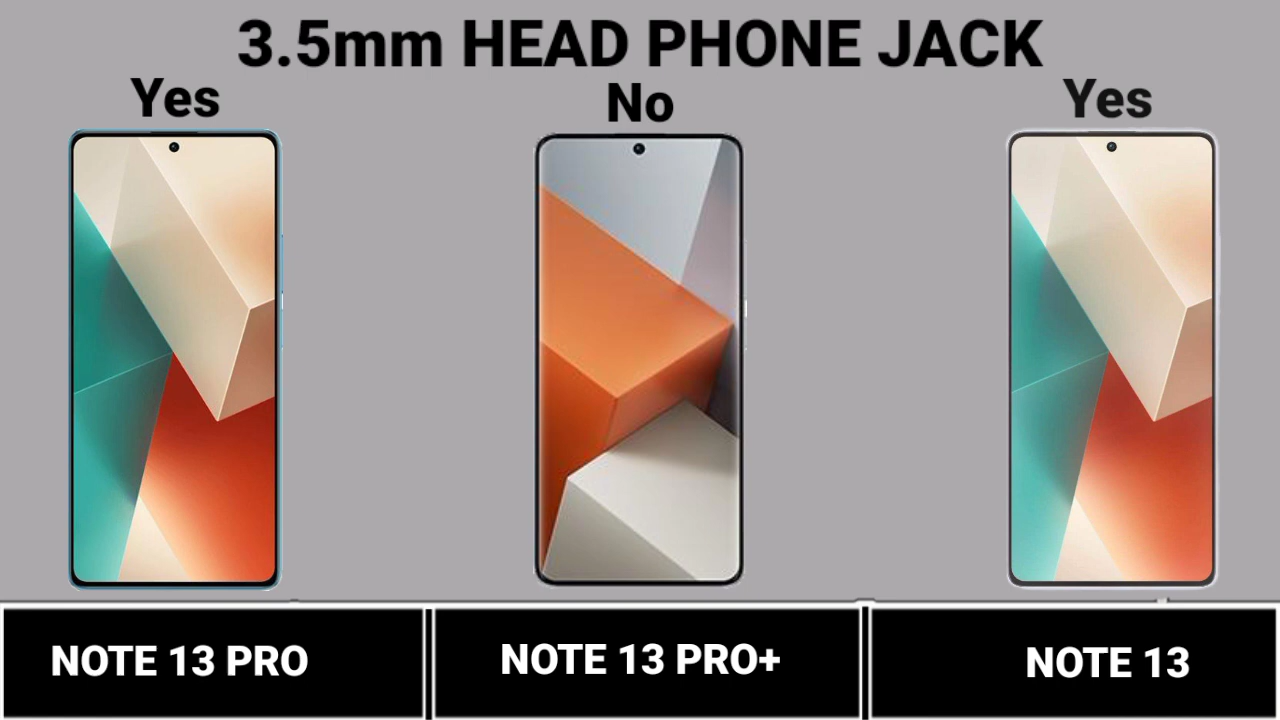 3.5mm HEAD PHONE JACK
Yes
No
Yes
NOTE 13 PRO
NOTE 13 PRO+
NOTE 13